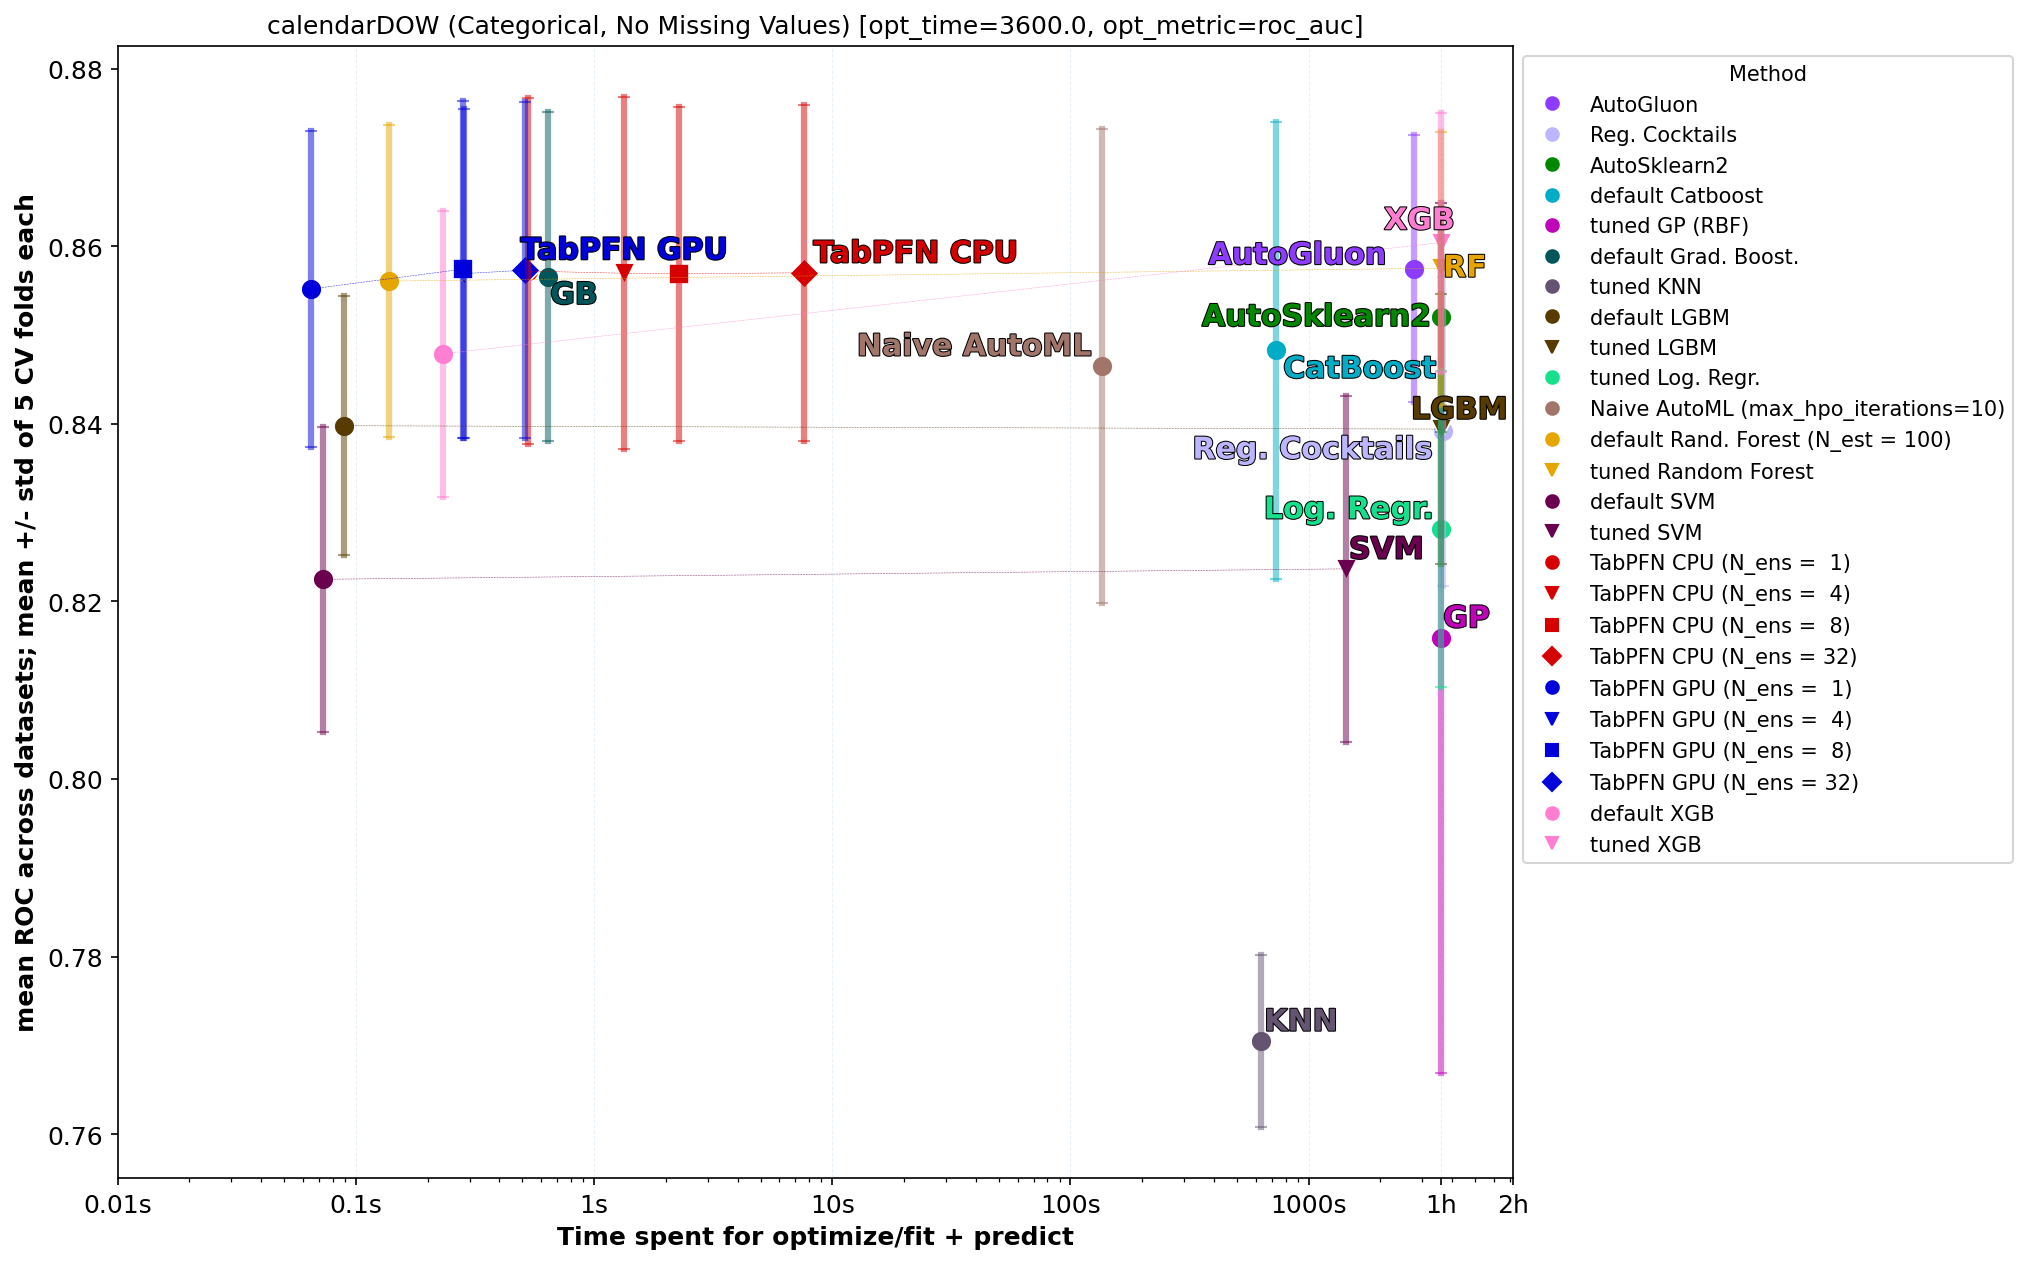 calendarDOW (Categorical, No Missing Values) [opt_time=3600.0, opt_metric=roc_auc]
mean ROC across datasets; mean +/- std of 5 CV folds each
0.88
0.86
0.84
0.82
0.80
0.78
0.76
TabPFN GPU
TabPFN CPU
GB
Naive AutoML
XGB
AutoGluon
RF
AutoSklearn2
CatBoost
LGBM
Reg. Cocktails
Log. Regr.
SVM
GP
KNN
0.01s
0.1s
1s
10s
100s
1000s
1h
2h
Time spent for optimize/fit + predict
Method
AutoGluon
Reg. Cocktails
AutoSklearn2
default Catboost
tuned GP (RBF)
default Grad. Boost.
tuned KNN
default LGBM
tuned LGBM
tuned Log. Regr.
Naive AutoML (max_hpo_iterations=10)
default Rand. Forest (N_est = 100)
tuned Random Forest
default SVM
tuned SVM
TabPFN CPU (N_ens =  1)
TabPFN CPU (N_ens =  4)
TabPFN CPU (N_ens =  8)
TabPFN CPU (N_ens = 32)
TabPFN GPU (N_ens =  1)
TabPFN GPU (N_ens =  4)
TabPFN GPU (N_ens =  8)
TabPFN GPU (N_ens = 32)
default XGB
tuned XGB